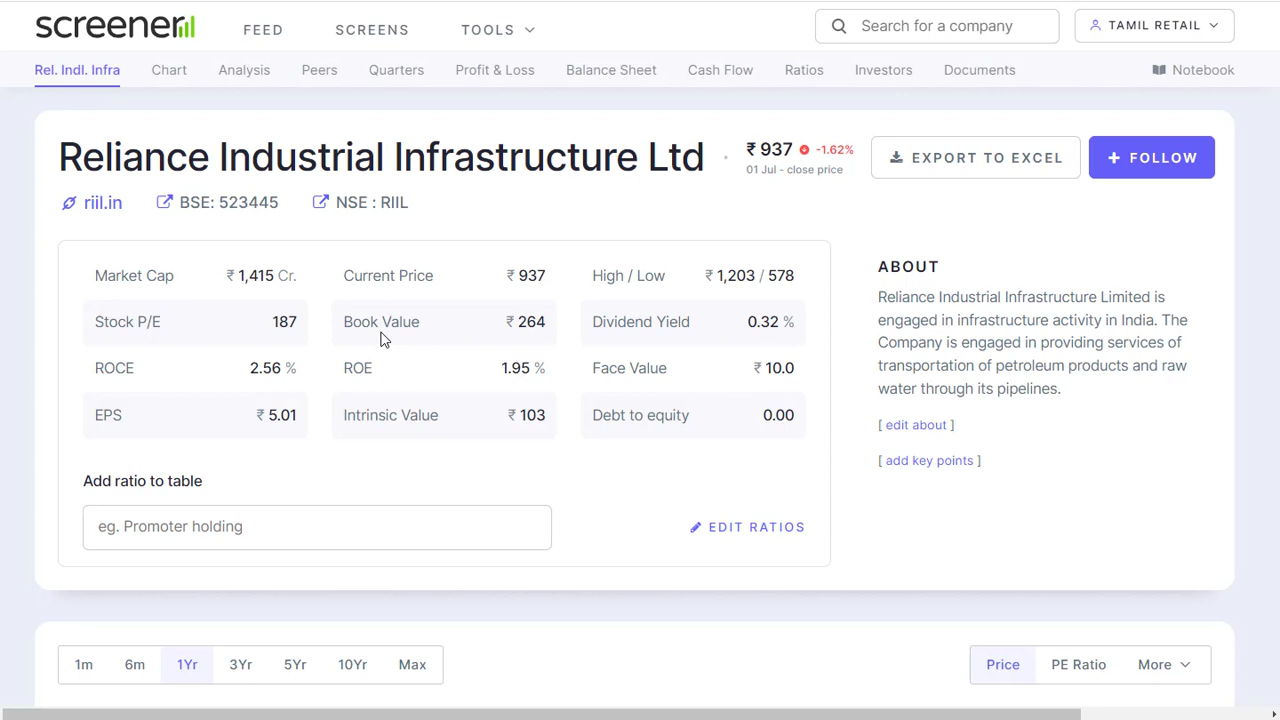 screener
FEED SCREENS TOOLS
Search for a company
TAMIL RETAIL
Rel. Indl. Infra Chart Analysis Peers Quarters Profit & Loss Balance Sheet Cash Flow Ratios Investors Documents Notebook
Reliance Industrial Infrastructure Ltd
₹ 937 -1.62%
01 Jul - close price
EXPORT TO EXCEL
+ FOLLOW
riil.in BSE: 523445 NSE : RIIL
Market Cap ₹ 1,415 Cr. Current Price ₹ 937 High / Low ₹ 1,203 / 578
Stock P/E 187 Book Value ₹ 264 Dividend Yield 0.32 %
ROCE 2.56 % ROE 1.95 % Face Value ₹ 10.0
EPS ₹ 5.01 Intrinsic Value ₹ 103 Debt to equity 0.00
Add ratio to table
eg. Promoter holding
EDIT RATIOS
ABOUT
Reliance Industrial Infrastructure Limited is
engaged in infrastructure activity in India. The
Company is engaged in providing services of
transportation of petroleum products and raw
water through its pipelines.
[ edit about ]
[ add key points ]
1m 6m 1Yr 3Yr 5Yr 10Yr Max
Price PE Ratio More